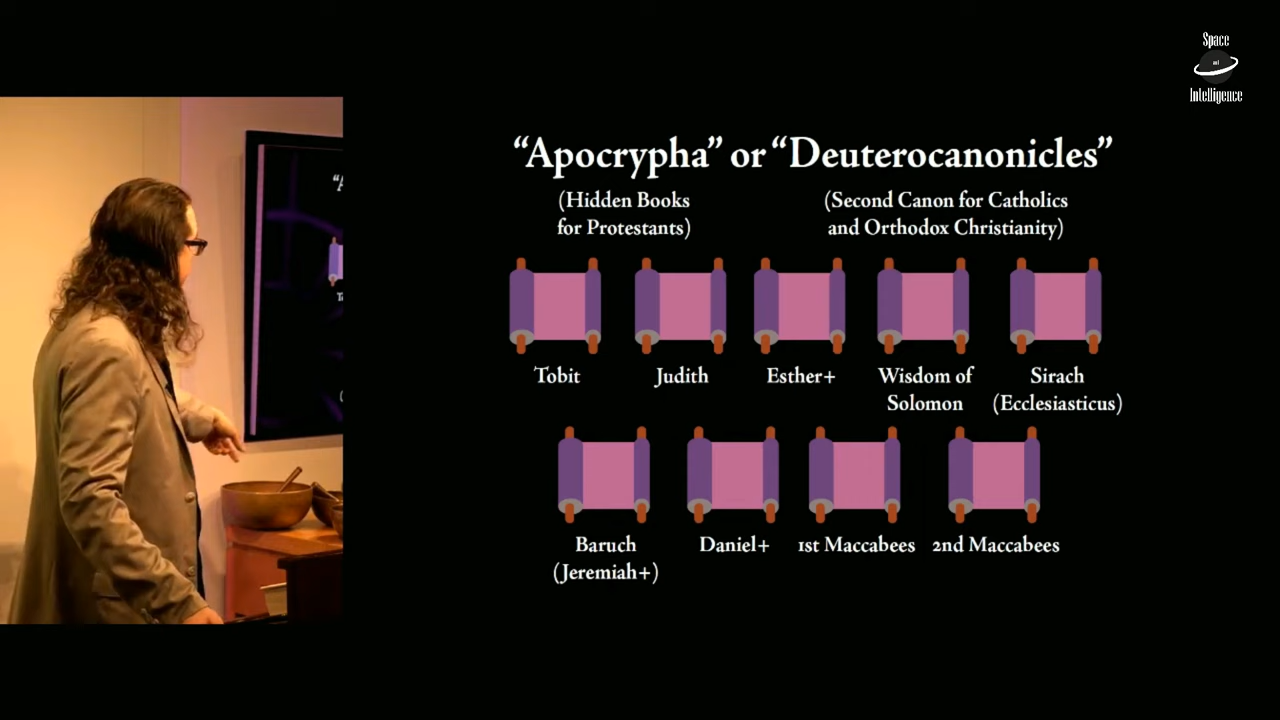 Space
and
Intelligence
“Apocrypha” or “Deuterocanonicles”
(Hidden Books
for Protestants)
(Second Canon for Catholics
and Orthodox Christianity)
Tobit
Judith
Esther+
Wisdom of
Solomon
Sirach
(Ecclesiasticus)
Baruch
(Jeremiah+)
Daniel+
1st Maccabees
2nd Maccabees